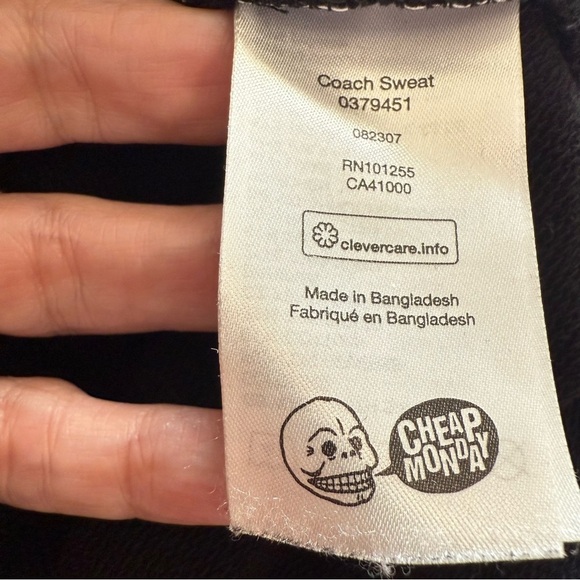 Coach Sweat
0379451
082307
RN101255
CA41000
clevercare.info
Made in Bangladesh
Fabriqué en Bangladesh
CHEAP
MONDAY